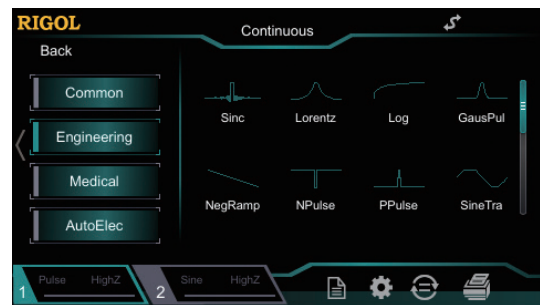 RIGOL
Continuous
Back
Common
Engineering
Medical
AutoElec
Sinc
Lorentz
Log
GausPul
NegRamp
NPulse
PPulse
SineTra
1 Pulse HighZ
2 Sine HighZ